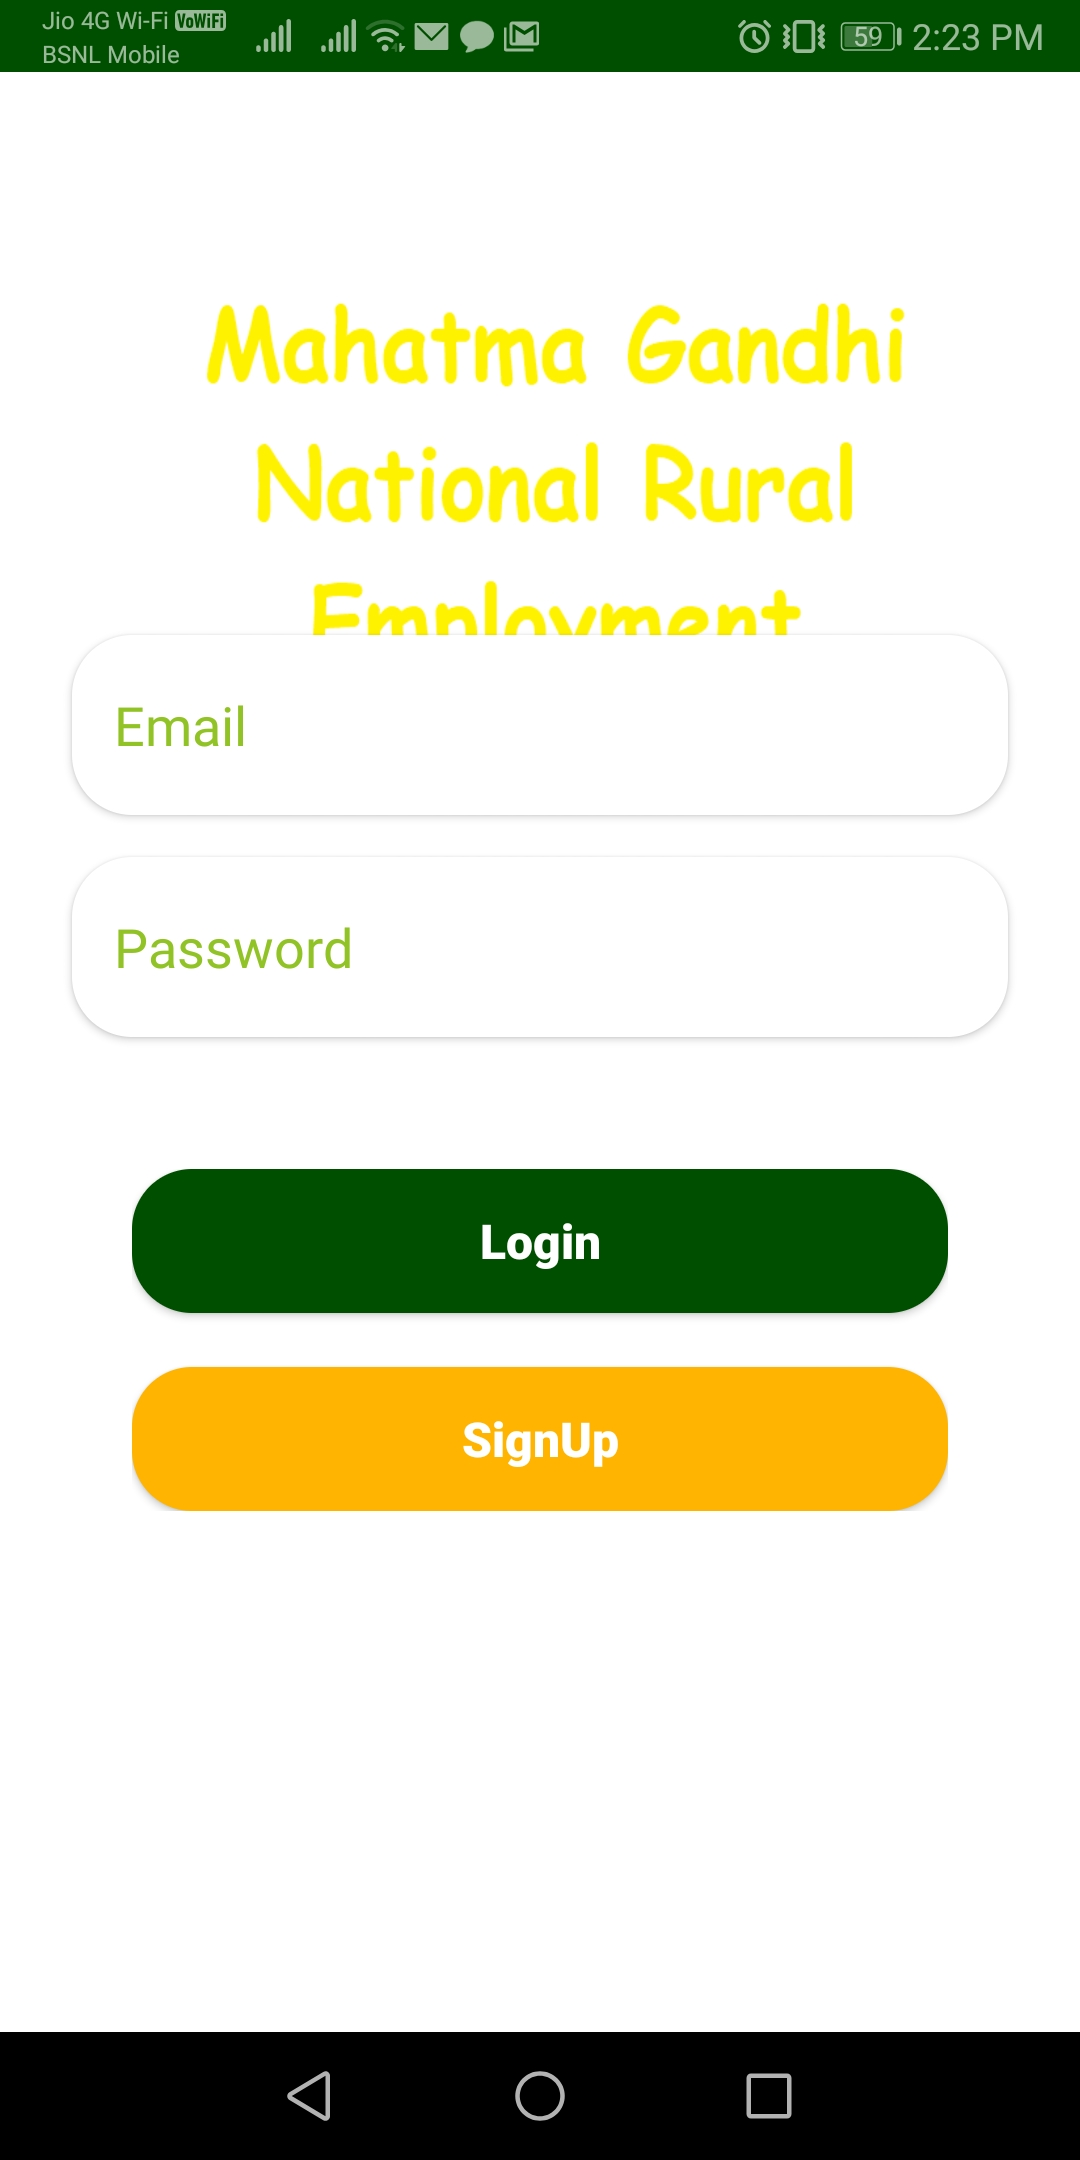 Jio 4G Wi-Fi VoWiFi
BSNL Mobile
59 2:23 PM
Mahatma Gandhi
National Rural
Employment
Email
Password
Login
SignUp